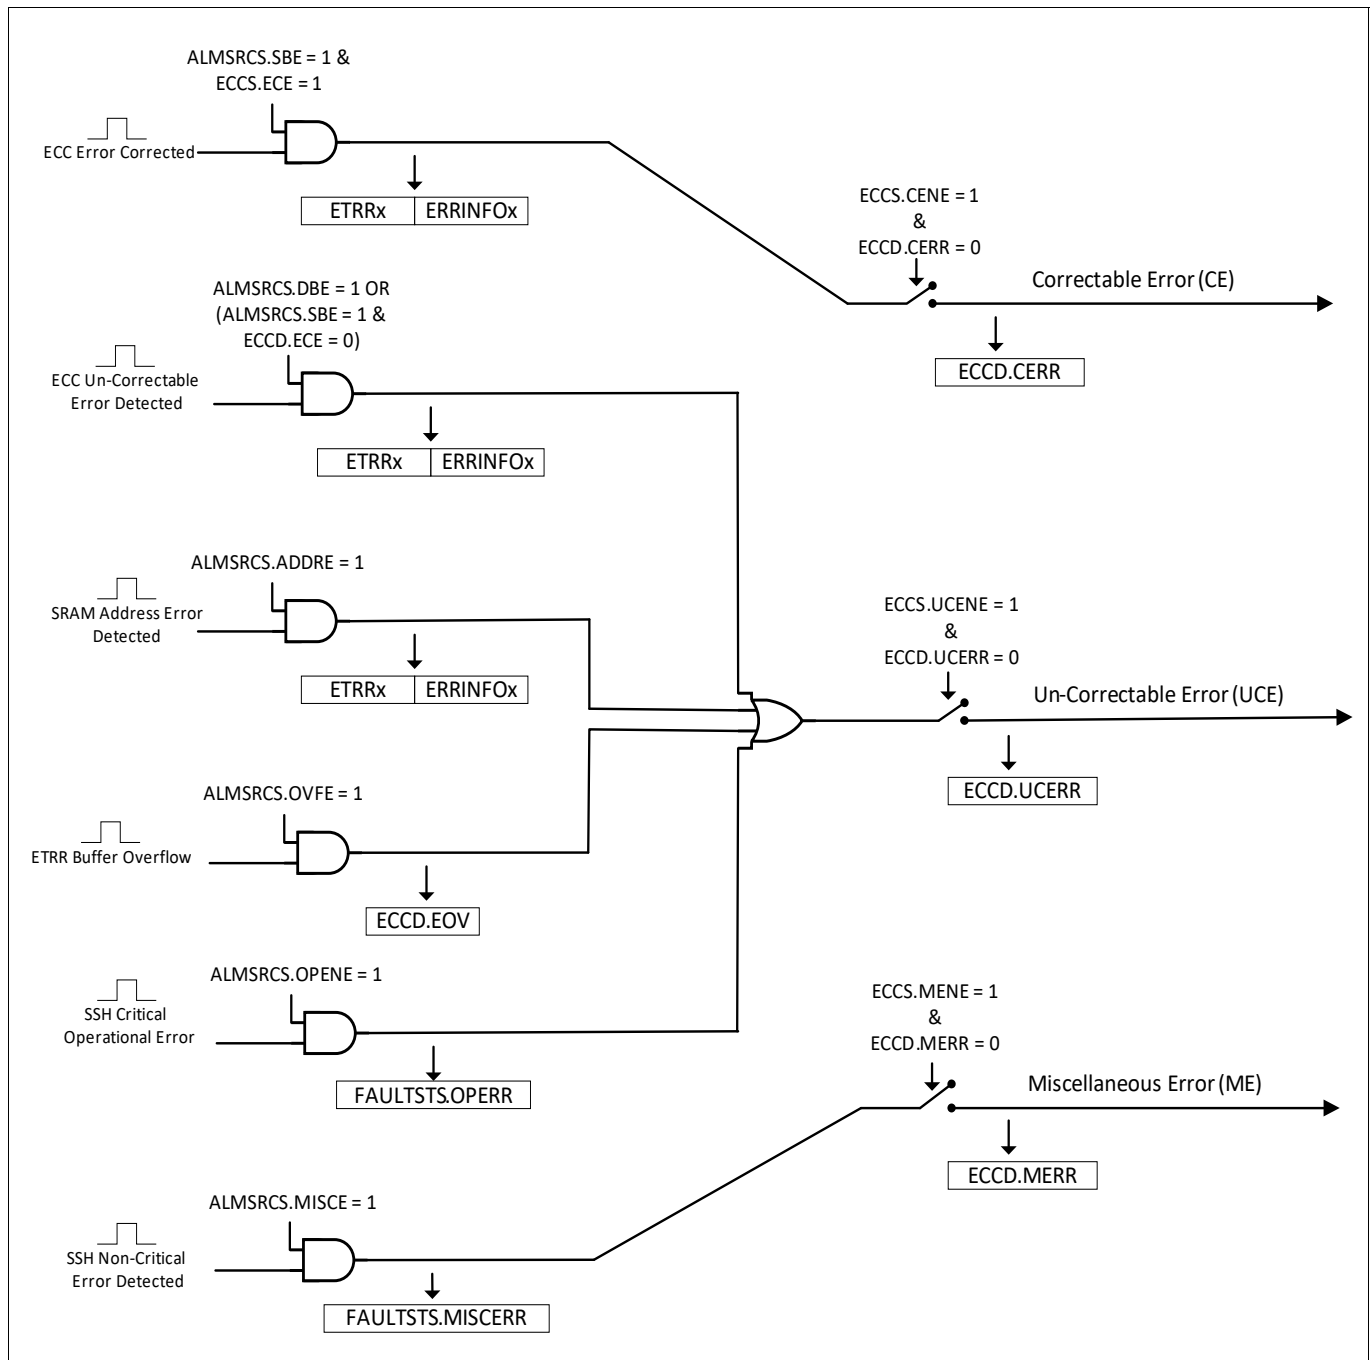 ALMSRCS.SBE = 1 &
ECCS.ECE = 1
ECC Error Corrected
ETRRx ERRINFOx
ECCS.CENE = 1
&
ECCD.CERR = 0
Correctable Error (CE)
ECCD.CERR
ALMSRCS.DBE = 1 OR
(ALMSRCS.SBE = 1 &
ECCD.ECE = 0)
ECC Un-Correctable
Error Detected
ETRRx ERRINFOx
ALMSRCS.ADDRE = 1
SRAM Address Error
Detected
ETRRx ERRINFOx
ECCS.UCENE = 1
&
ECCD.UCERR = 0
Un-Correctable Error (UCE)
ECCD.UCERR
ALMSRCS.OVFE = 1
ETRR Buffer Overflow
ECCD.EOV
ALMSRCS.OPENE = 1
SSH Critical
Operational Error
FAULTSTS.OPERR
ECCS.MENE = 1
&
ECCD.MERR = 0
Miscellaneous Error (ME)
ECCD.MERR
ALMSRCS.MISCE = 1
SSH Non-Critical
Error Detected
FAULTSTS.MISCERR